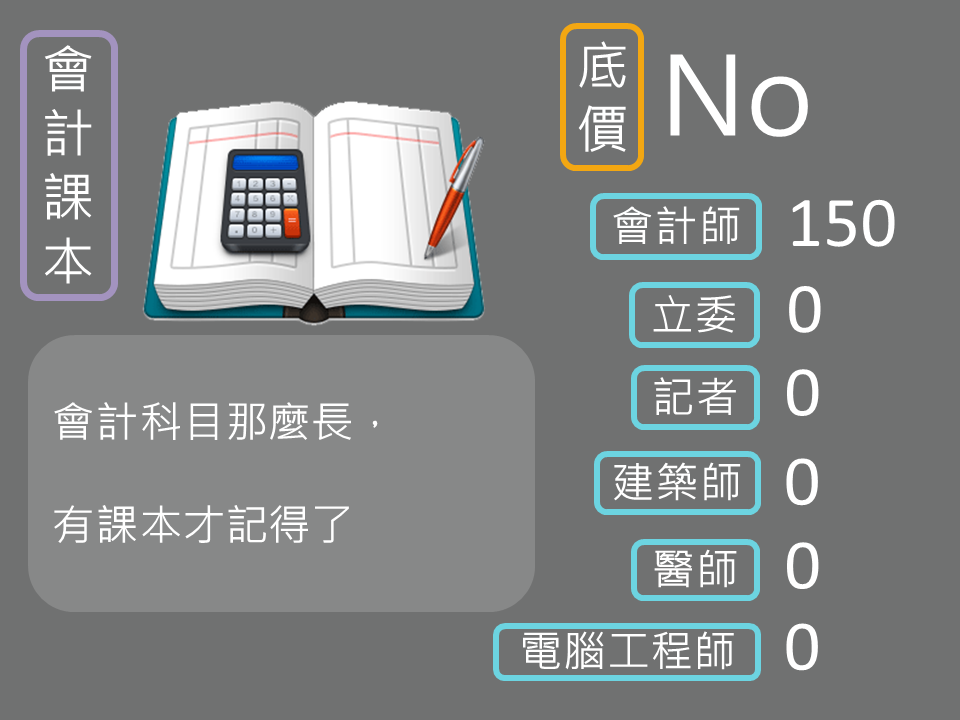 會計課本
底價
No
會計師 150
立委 0
記者 0
建築師 0
醫師 0
電腦工程師 0
會計科目那麼長，
有課本才記得了